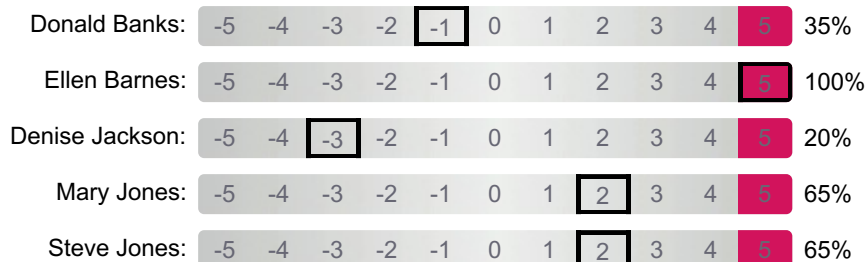 Donald Banks: -5 -4 -3 -2 -1 0 1 2 3 4 5 35%
Ellen Barnes: -5 -4 -3 -2 -1 0 1 2 3 4 5 100%
Denise Jackson: -5 -4 -3 -2 -1 0 1 2 3 4 5 20%
Mary Jones: -5 -4 -3 -2 -1 0 1 2 3 4 5 65%
Steve Jones: -5 -4 -3 -2 -1 0 1 2 3 4 5 65%